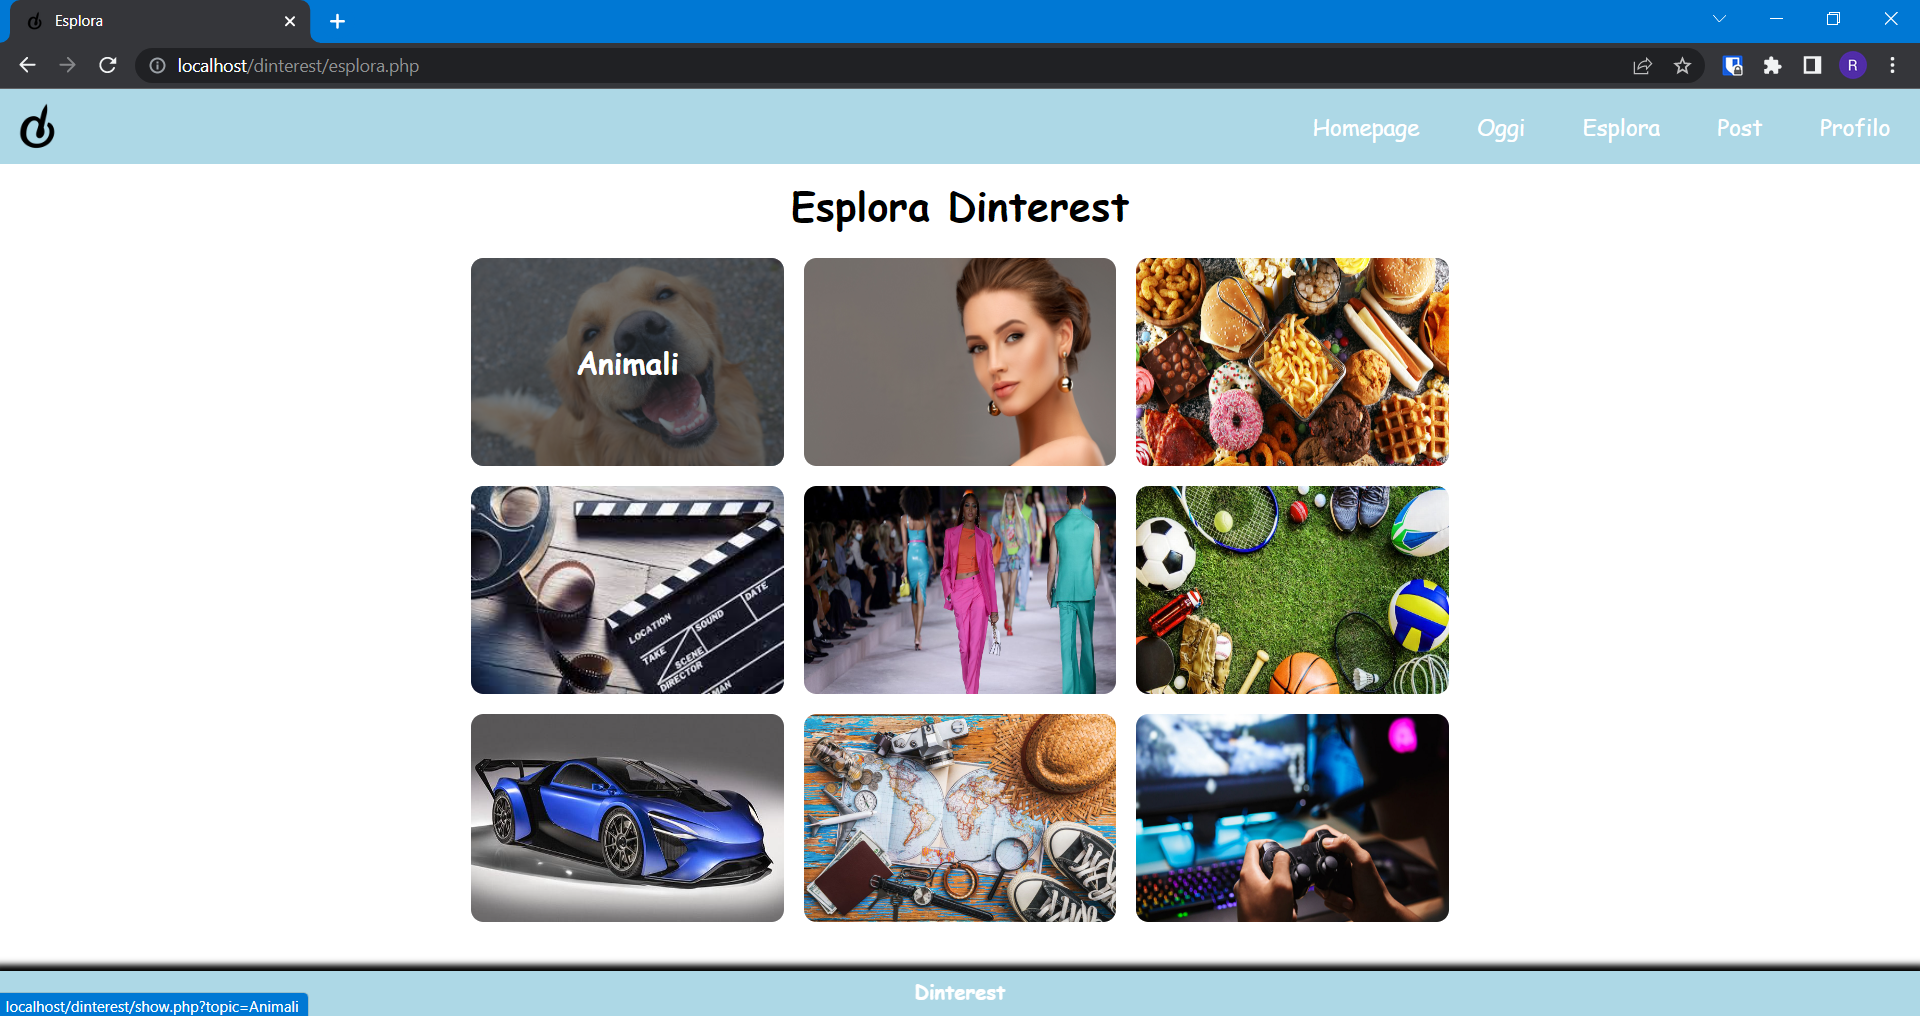 Esplora
localhost/dinterest/esplora.php
R
Homepage Oggi Esplora Post Profilo
Esplora Dinterest
Animali
LOCATION
DATE
SOUND
TAKE
SCENE
DIRECTOR
Dinterest
localhost/dinterest/show.php?topic=Animali